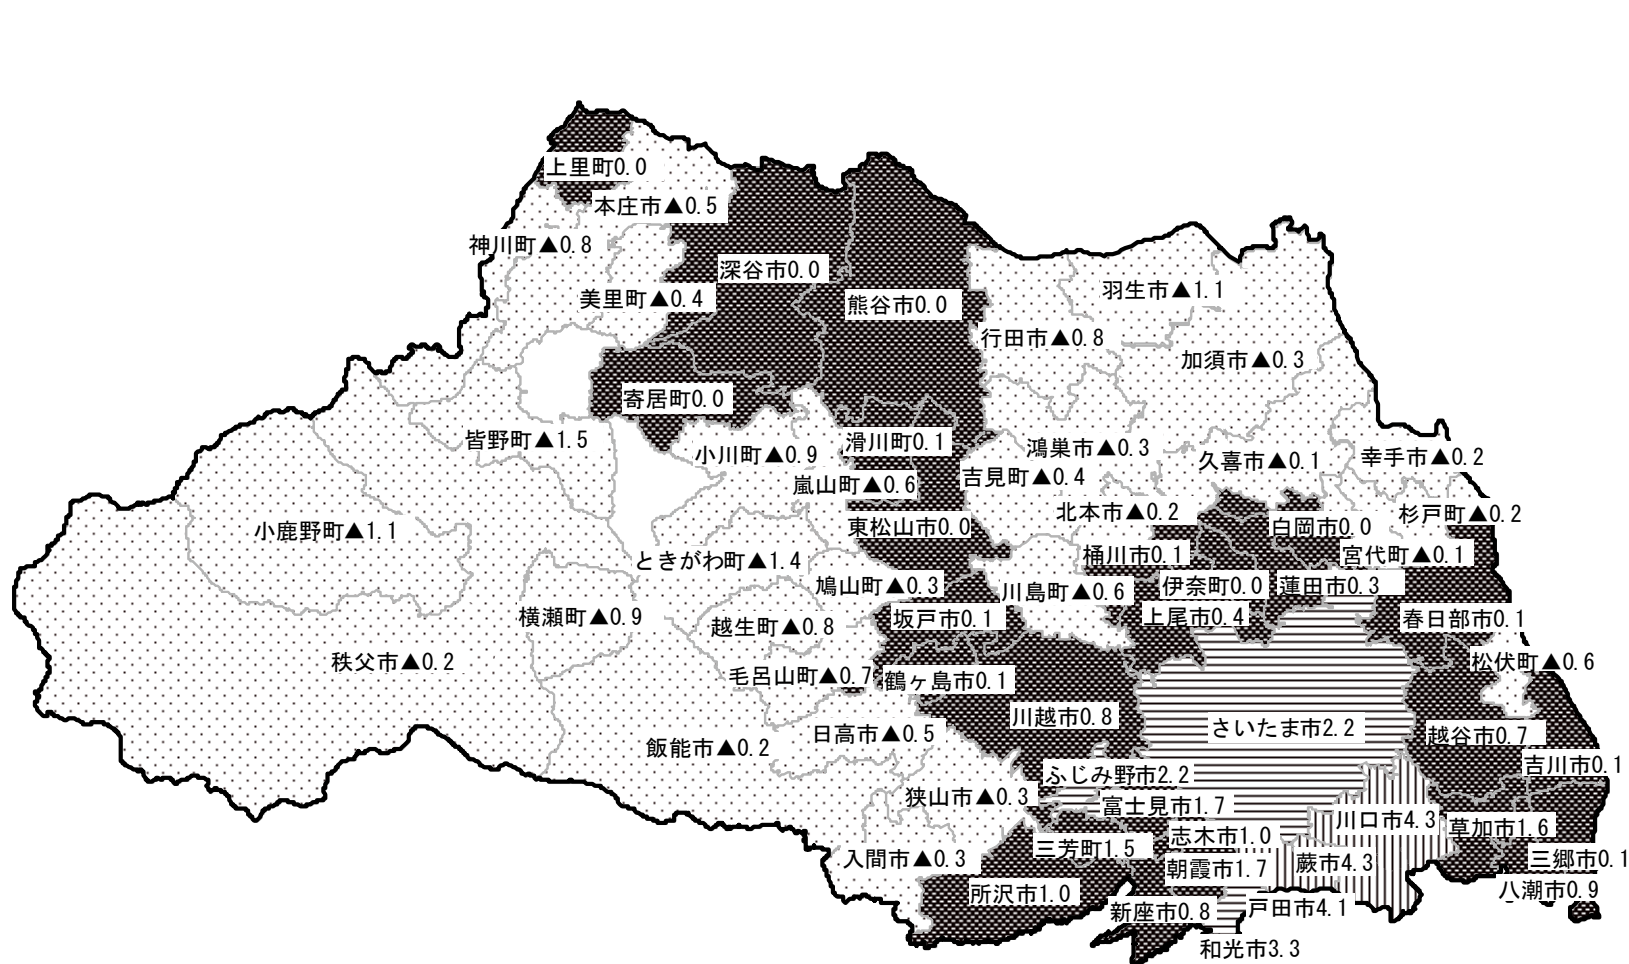 上里町0.0
本庄市▲0.5
神川町▲0.8
深谷市0.0
美里町▲0.4
熊谷市0.0
羽生市▲1.1
行田市▲0.8
加須市▲0.3
寄居町0.0
皆野町▲1.5
小川町▲0.9
滑川町0.1
鴻巣市▲0.3
久喜市▲0.1
幸手市▲0.2
嵐山町▲0.6
吉見町▲0.4
小鹿野町▲1.1
東松山市0.0
北本市▲0.2
白岡市0.0
杉戸町▲0.2
ときがわ町▲1.4
桶川市0.1
宮代町▲0.1
鳩山町▲0.3
川島町▲0.6
伊奈町0.0
蓮田市0.3
横瀬町▲0.9
越生町▲0.8
坂戸市0.1
上尾市0.4
春日部市0.1
秩父市▲0.2
毛呂山町▲0.7
鶴ヶ島市0.1
松伏町▲0.6
川越市0.8
さいたま市2.2
飯能市▲0.2
日高市▲0.5
越谷市0.7
ふじみ野市2.2
吉川市0.1
狭山市▲0.3
富士見市1.7
川口市4.3
草加市1.6
志木市1.0
三芳町1.5
入間市▲0.3
朝霞市1.7
蕨市4.3
三郷市0.1
所沢市1.0
八潮市0.9
新座市0.8
戸田市4.1
和光市3.3